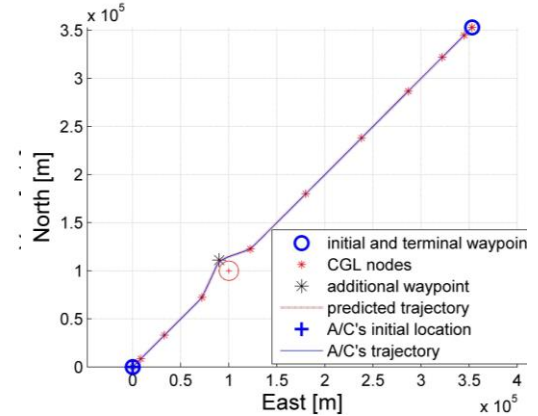 x 10^5
3.5
3
2.5
2
1.5
1
0.5
0
North [m]
initial and terminal waypoin
CGL nodes
additional waypoint
predicted trajectory
A/C's initial location
A/C's trajectory
0 0.5 1 1.5 2 2.5 3 3.5 4
East [m]
x 10^5